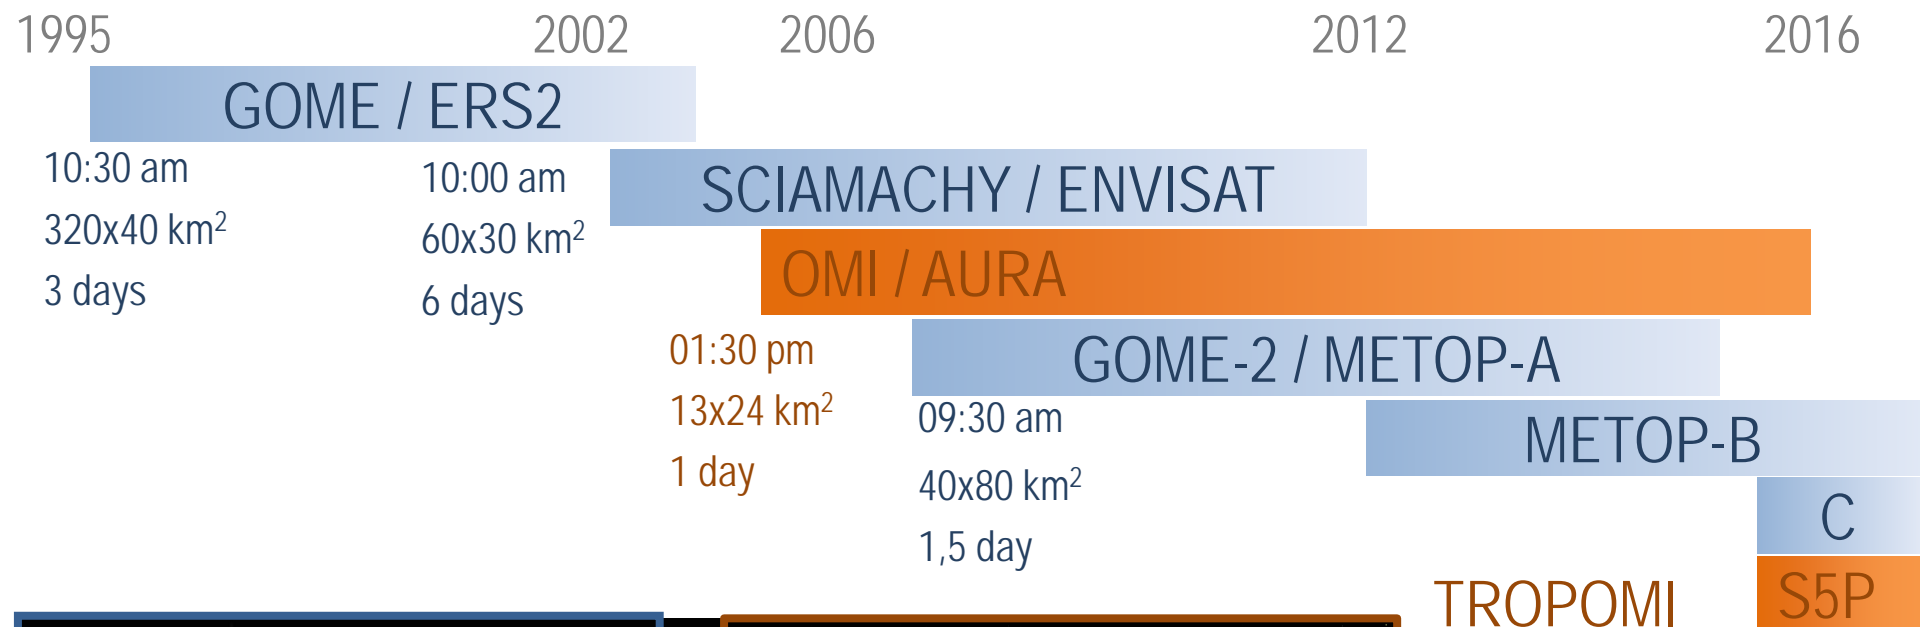 1995 2002 2006 2012 2016
GOME / ERS2
10:30 am
320x40 km²
3 days
10:00 am
60x30 km²
6 days
SCIAMACHY / ENVISAT
OMI / AURA
01:30 pm
13x24 km²
1 day
GOME-2 / METOP-A
09:30 am
40x80 km²
1,5 day
METOP-B
C
TROPOMI
S5P